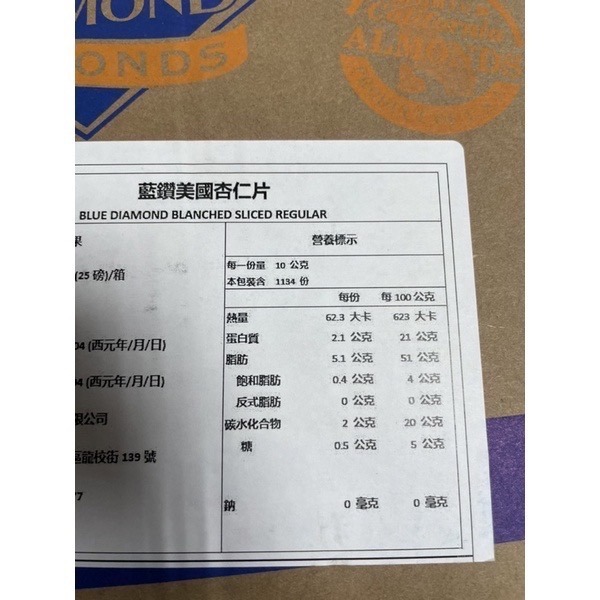 MOND
ONDS
ALMONDS
藍鑽美國杏仁片
BLUE DIAMOND BLANCHED SLICED REGULAR
果
(25 磅)/箱
04 (西元年/月/日)
04 (西元年/月/日)
限公司
區龍校街 139 號
77
營養標示
每一份量 10 公克
本包裝含 1134 份
每份 每 100 公克
熱量 62.3 大卡 623 大卡
蛋白質 2.1 公克 21 公克
脂肪 5.1 公克 51 公克
飽和脂肪 0.4 公克 4 公克
反式脂肪 0 公克 0 公克
碳水化合物 2 公克 20 公克
糖 0.5 公克 5 公克
鈉 0 毫克 0 毫克